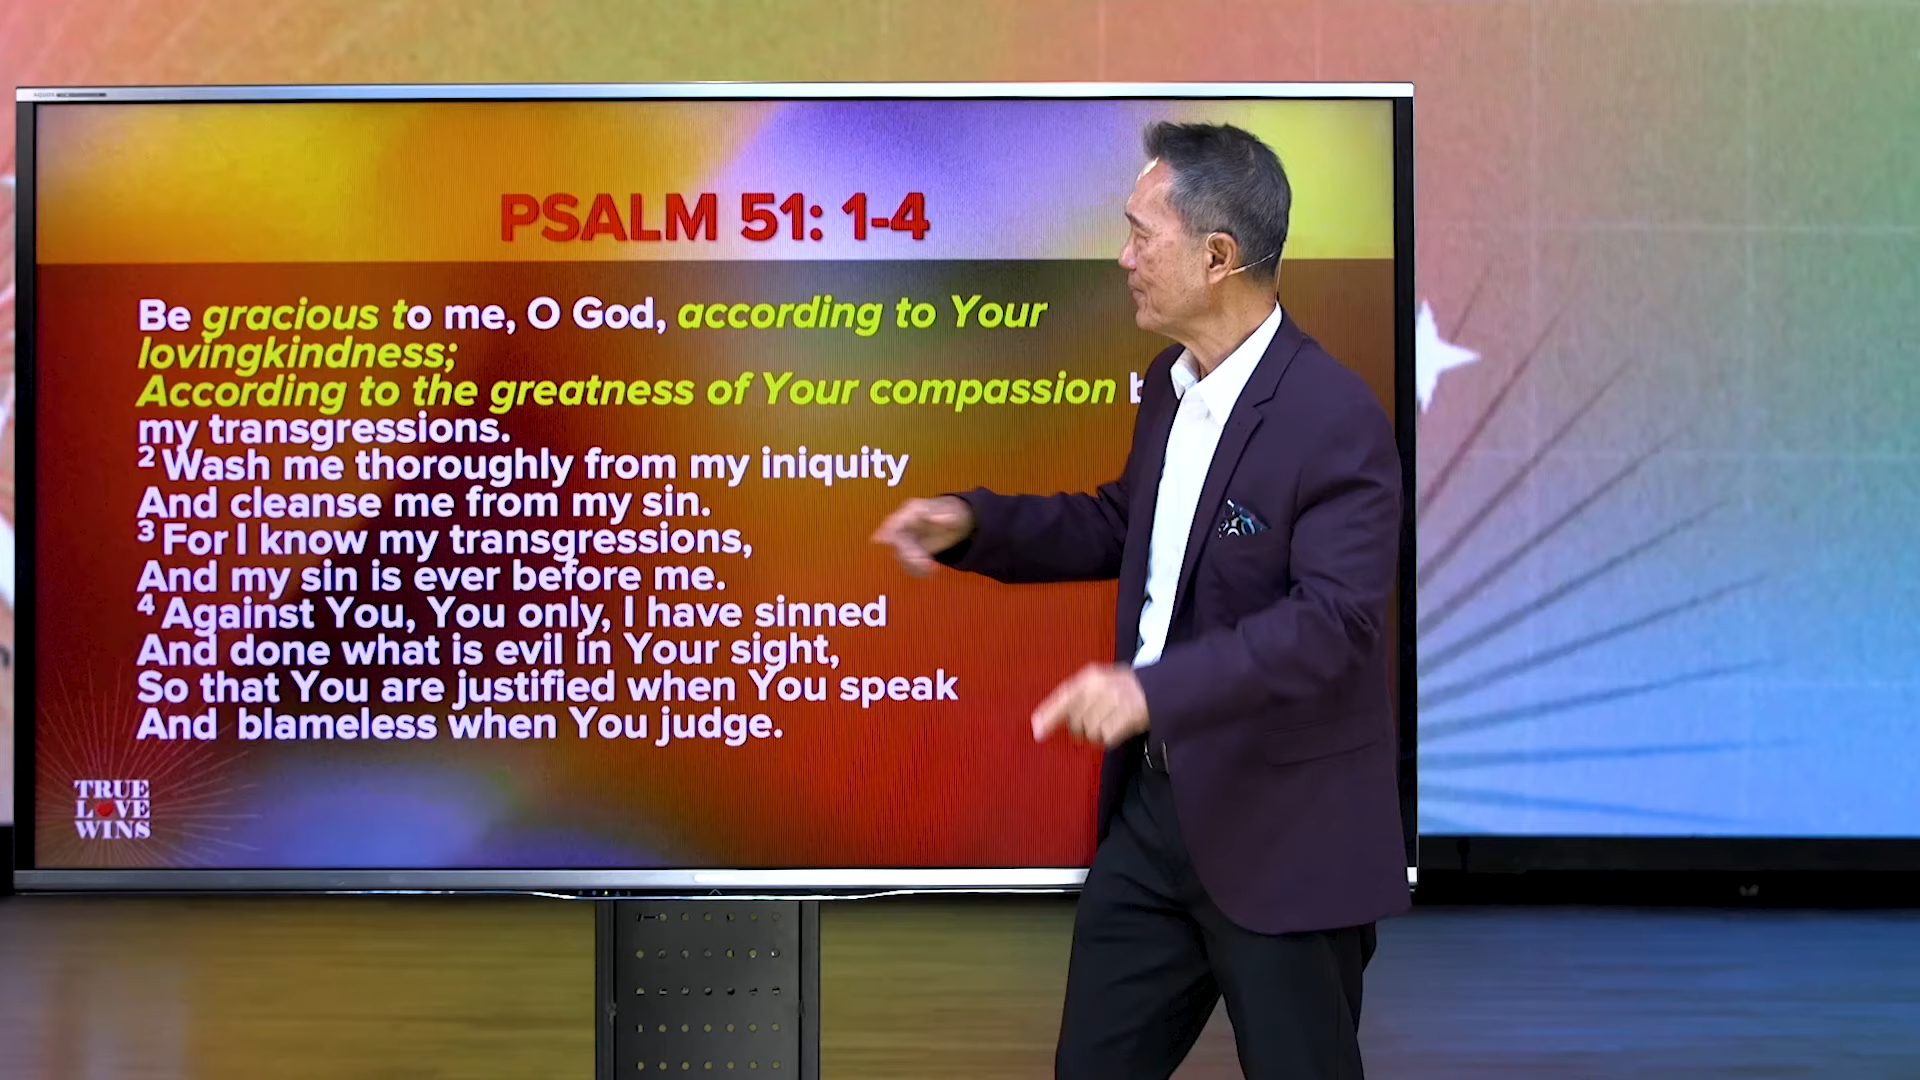 PSALM 51: 1-4
Be gracious to me, O God, according to Your
lovingkindness;
According to the greatness of Your compassion
my transgressions.
2 Wash me thoroughly from my iniquity
And cleanse me from my sin.
3 For I know my transgressions,
And my sin is ever before me.
4 Against You, You only, I have sinned
And done what is evil in Your sight,
So that You are justified when You speak
And blameless when You judge.
TRUE
LOVE
WINS